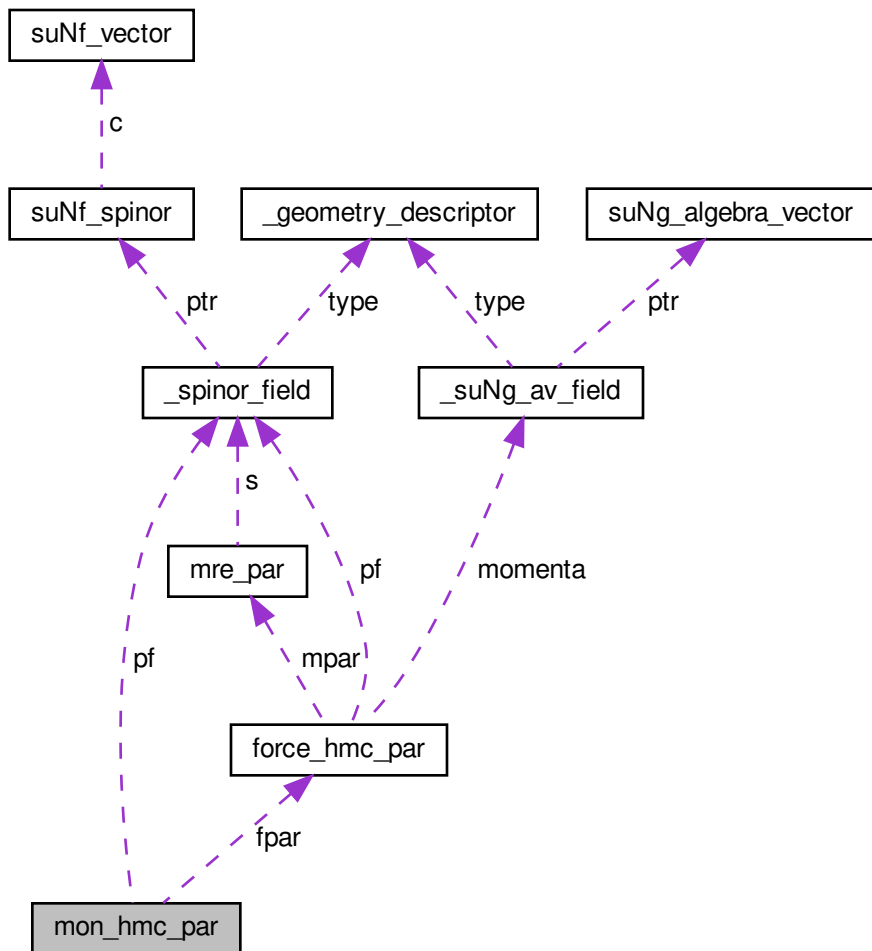 suNf_vector
c
suNf_spinor
_geometry_descriptor
suNg_algebra_vector
ptr
type
type
ptr
_spinor_field
_suNg_av_field
s
mre_par
pf
momenta
pf
mpar
force_hmc_par
fpar
mon_hmc_par